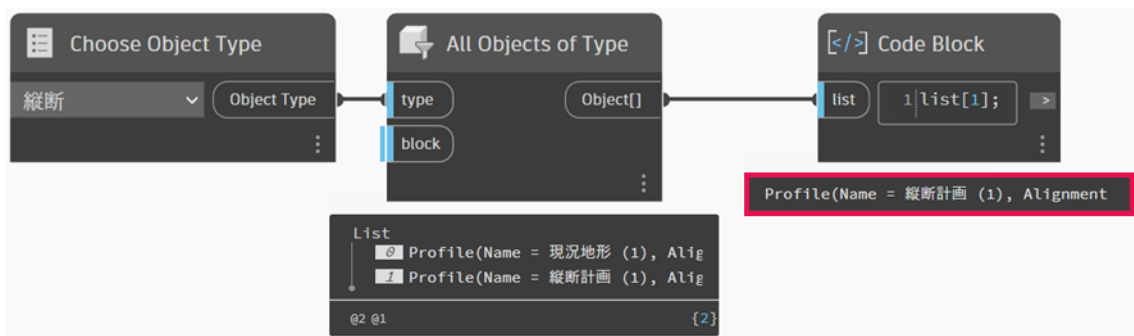 Choose Object Type
縦断
Object Type
All Objects of Type
type
Object[]
block
Code Block
list
1 list[1];
>
Profile(Name = 縦断計画 (1), Alignment
List
0 Profile(Name = 現況地形 (1), Alig
1 Profile(Name = 縦断計画 (1), Alig
@2 @1
{2}